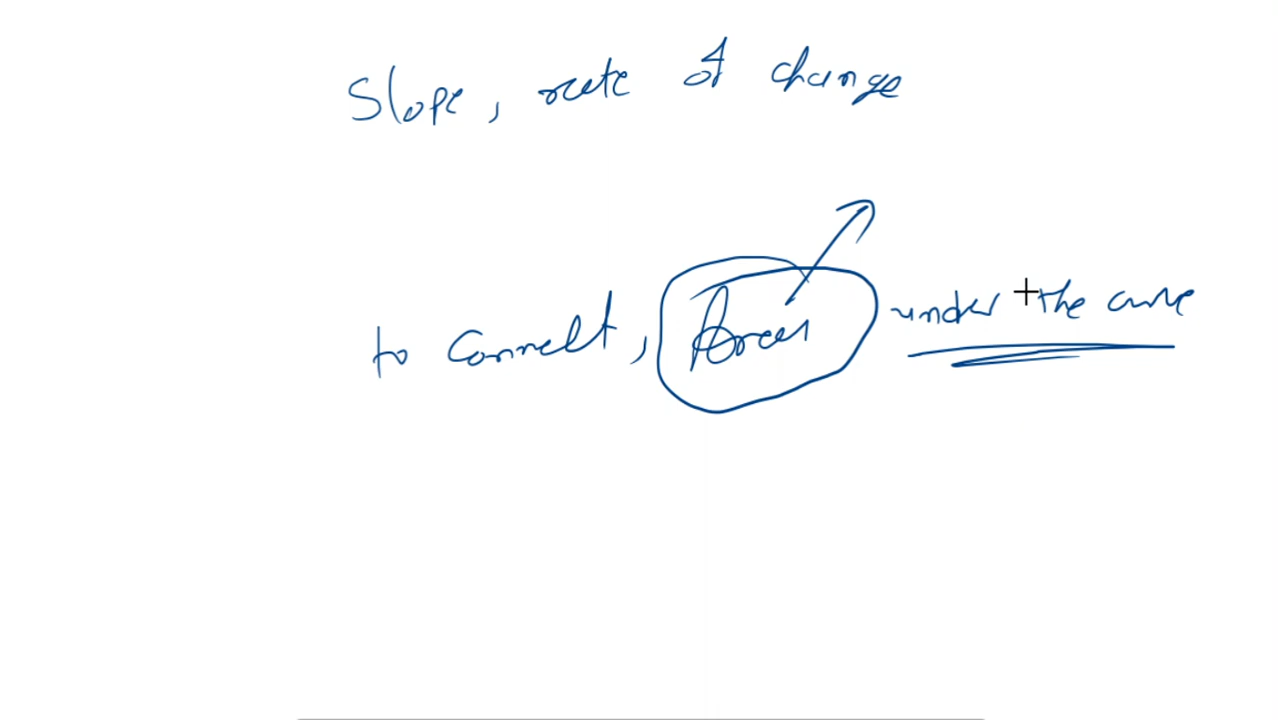 Slope, rate of change
to connect, Area under the curve